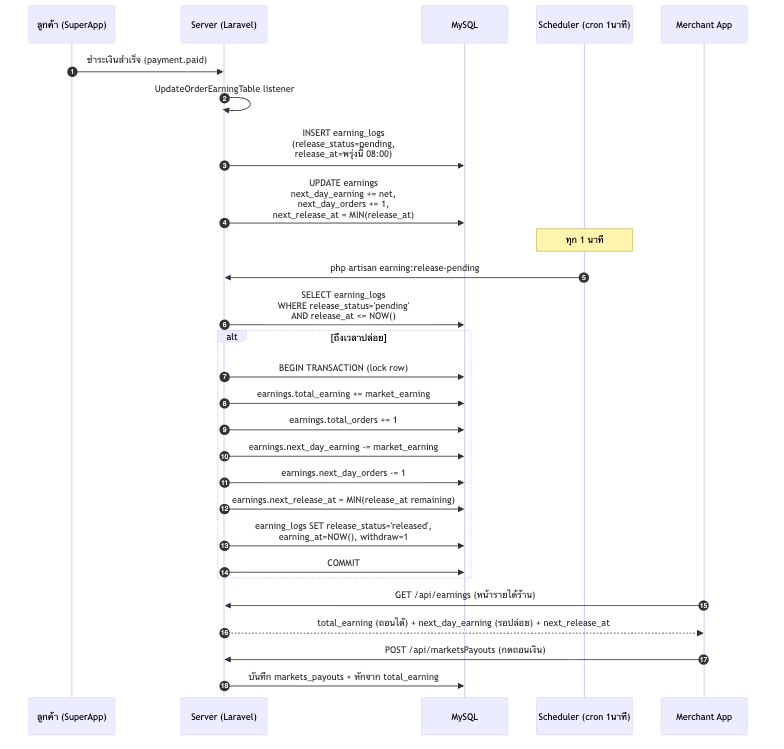 ลูกค้า (SuperApp)
Server (Laravel)
MySQL
Scheduler (cron 1นาที)
Merchant App
ชำระเงินสำเร็จ (payment.paid)
1
UpdateOrderEarningTable listener
2
INSERT earning_logs
(release_status=pending,
release_at=พรุ่งนี้ 08:00)
3
UPDATE earnings
next_day_earning += net,
next_day_orders += 1,
next_release_at = MIN(release_at)
4
ทุก 1 นาที
php artisan earning:release-pending
5
SELECT earning_logs
WHERE release_status='pending'
AND release_at <= NOW()
6
alt
[ถึงเวลาปล่อย]
BEGIN TRANSACTION (lock row)
7
earnings.total_earning += market_earning
8
earnings.total_orders += 1
9
earnings.next_day_earning -= market_earning
10
earnings.next_day_orders -= 1
11
earnings.next_release_at = MIN(release_at remaining)
12
earning_logs SET release_status='released',
earning_at=NOW(), withdraw=1
13
COMMIT
14
GET /api/earnings (หน้ารายได้ร้าน)
15
total_earning (ถอนได้) + next_day_earning (รอปล่อย) + next_release_at
16
POST /api/marketsPayouts (กดถอนเงิน)
17
บันทึก markets_payouts + หักจาก total_earning
18
ลูกค้า (SuperApp)
Server (Laravel)
MySQL
Scheduler (cron 1นาที)
Merchant App